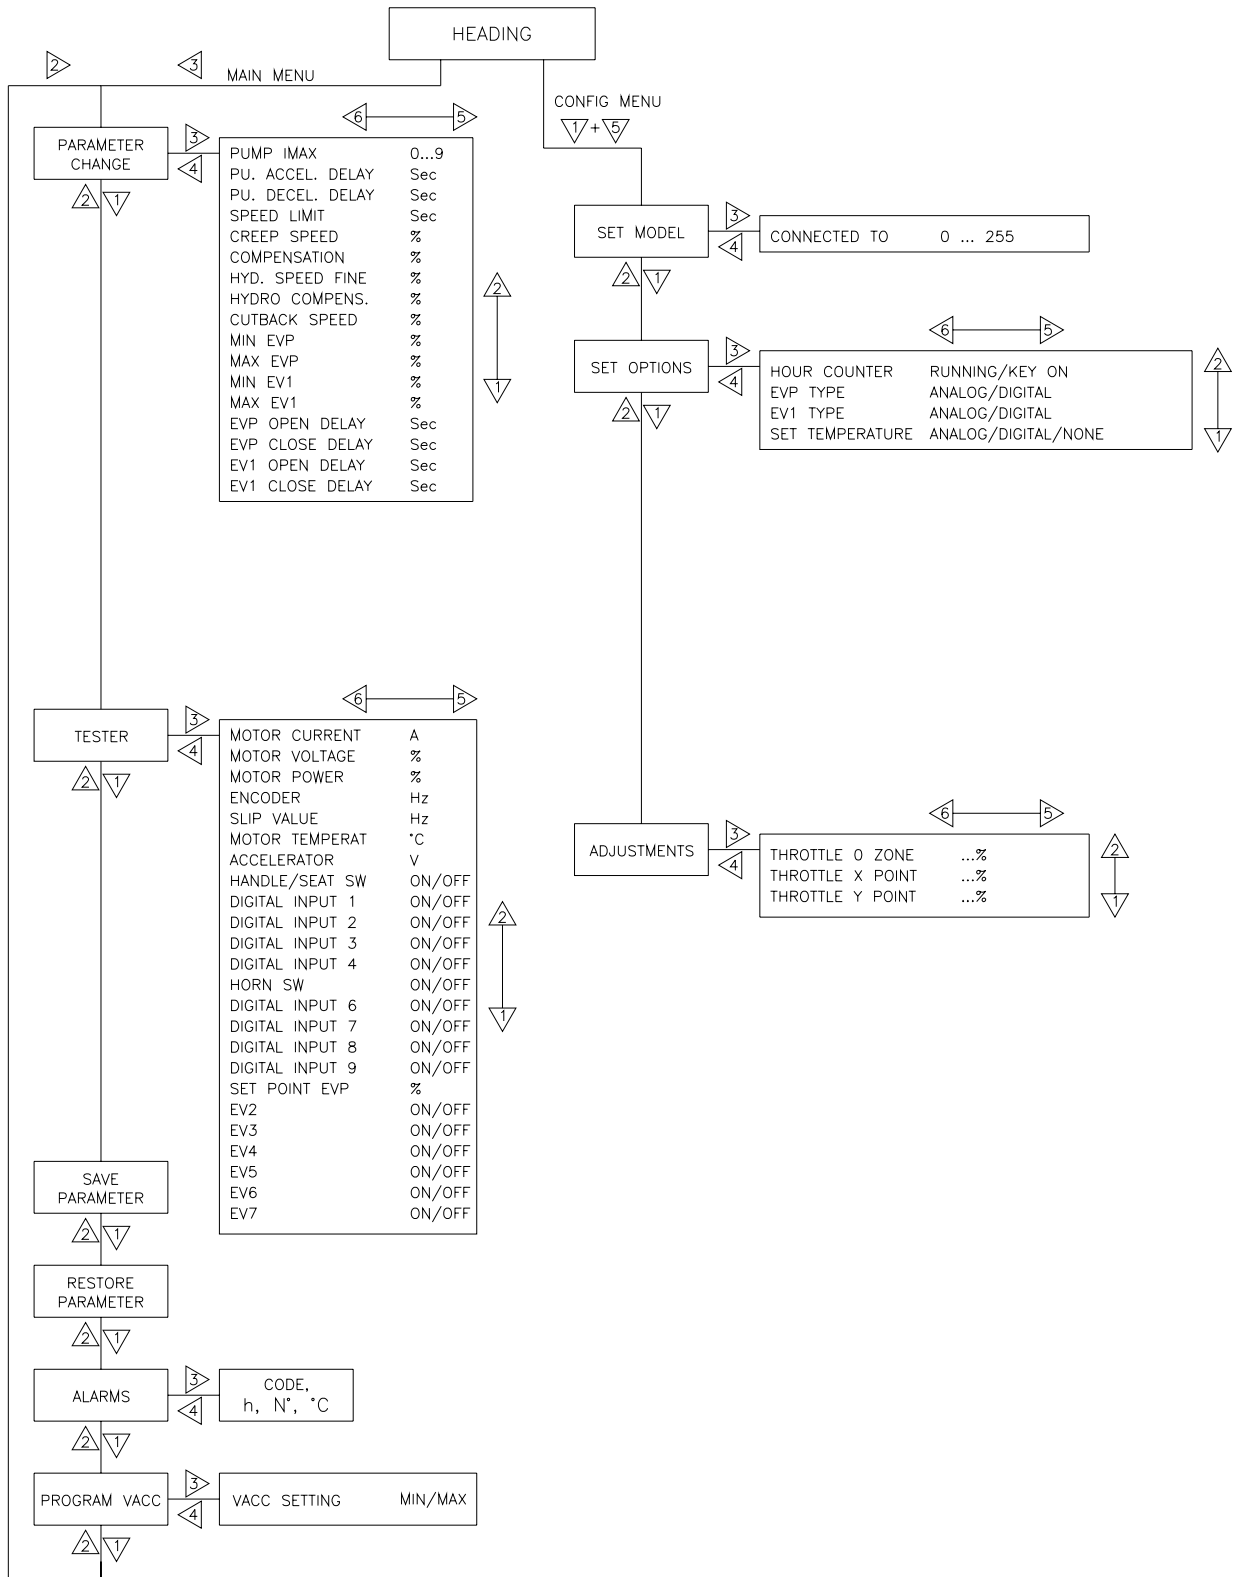 HEADING
2 3
MAIN MENU
CONFIG MENU
1 + 5
6 5
PARAMETER
CHANGE
3
4
2 1
PUMP IMAX 0...9
PU. ACCEL. DELAY Sec
PU. DECEL. DELAY Sec
SPEED LIMIT Sec
CREEP SPEED %
COMPENSATION %
HYD. SPEED FINE %
HYDRO COMPENS. %
CUTBACK SPEED %
MIN EVP %
MAX EVP %
MIN EV1 %
MAX EV1 %
EVP OPEN DELAY Sec
EVP CLOSE DELAY Sec
EV1 OPEN DELAY Sec
EV1 CLOSE DELAY Sec
2
1
SET MODEL
3
4
2 1
CONNECTED TO 0 ... 255
6 5
SET OPTIONS
3
4
2 1
HOUR COUNTER RUNNING/KEY ON
EVP TYPE ANALOG/DIGITAL
EV1 TYPE ANALOG/DIGITAL
SET TEMPERATURE ANALOG/DIGITAL/NONE
2
1
6 5
TESTER
3
4
2 1
MOTOR CURRENT A
MOTOR VOLTAGE %
MOTOR POWER %
ENCODER Hz
SLIP VALUE Hz
MOTOR TEMPERAT °C
ACCELERATOR V
HANDLE/SEAT SW ON/OFF
DIGITAL INPUT 1 ON/OFF
DIGITAL INPUT 2 ON/OFF
DIGITAL INPUT 3 ON/OFF
DIGITAL INPUT 4 ON/OFF
HORN SW ON/OFF
DIGITAL INPUT 6 ON/OFF
DIGITAL INPUT 7 ON/OFF
DIGITAL INPUT 8 ON/OFF
DIGITAL INPUT 9 ON/OFF
SET POINT EVP %
EV2 ON/OFF
EV3 ON/OFF
EV4 ON/OFF
EV5 ON/OFF
EV6 ON/OFF
EV7 ON/OFF
2
1
6 5
ADJUSTMENTS
3
4
THROTTLE 0 ZONE ...%
THROTTLE X POINT ...%
THROTTLE Y POINT ...%
2
1
SAVE
PARAMETER
2 1
RESTORE
PARAMETER
2 1
ALARMS
3
4
CODE,
h, N°, °C
2 1
PROGRAM VACC
3
4
VACC SETTING MIN/MAX
2 1